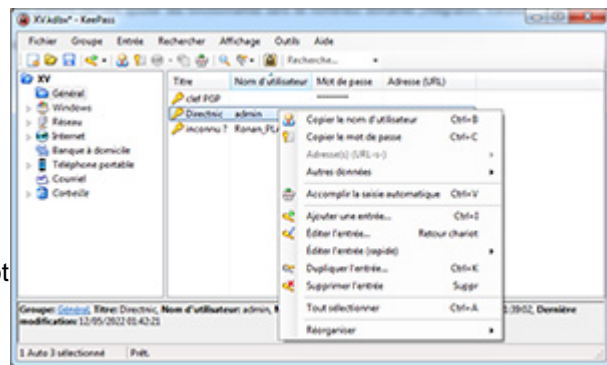 XV.kdbx* - KeePass
Fichier Groupe Entrée Rechercher Affichage Outils Aide
Recherche...
XV
Général
Windows
Réseau
Internet
Banque à domicile
Téléphone portable
Courriel
Corbeille
Titre Nom d'utilisateur Mot de passe Adresse (URL)
clef PGP
Directnic admin
inconnu ?
Copier le nom d'utilisateur Ctrl+B
Copier le mot de passe Ctrl+C
Adresse(s) (URL-s-)
Autres données
Accomplir la saisie automatique Ctrl+V
Ajouter une entrée... Ctrl+I
Éditer l'entrée... Retour chariot
Éditer l'entrée (rapide)
Dupliquer l'entrée... Ctrl+K
Supprimer l'entrée Suppr
Tout sélectionner Ctrl+A
Réorganiser
Groupe: Général, Titre: Directnic, Nom d'utilisateur: admin, 1:39:02, Dernière
modification: 12/05/2022 01:42:21
1 Auto 3 sélectionné Prêt.